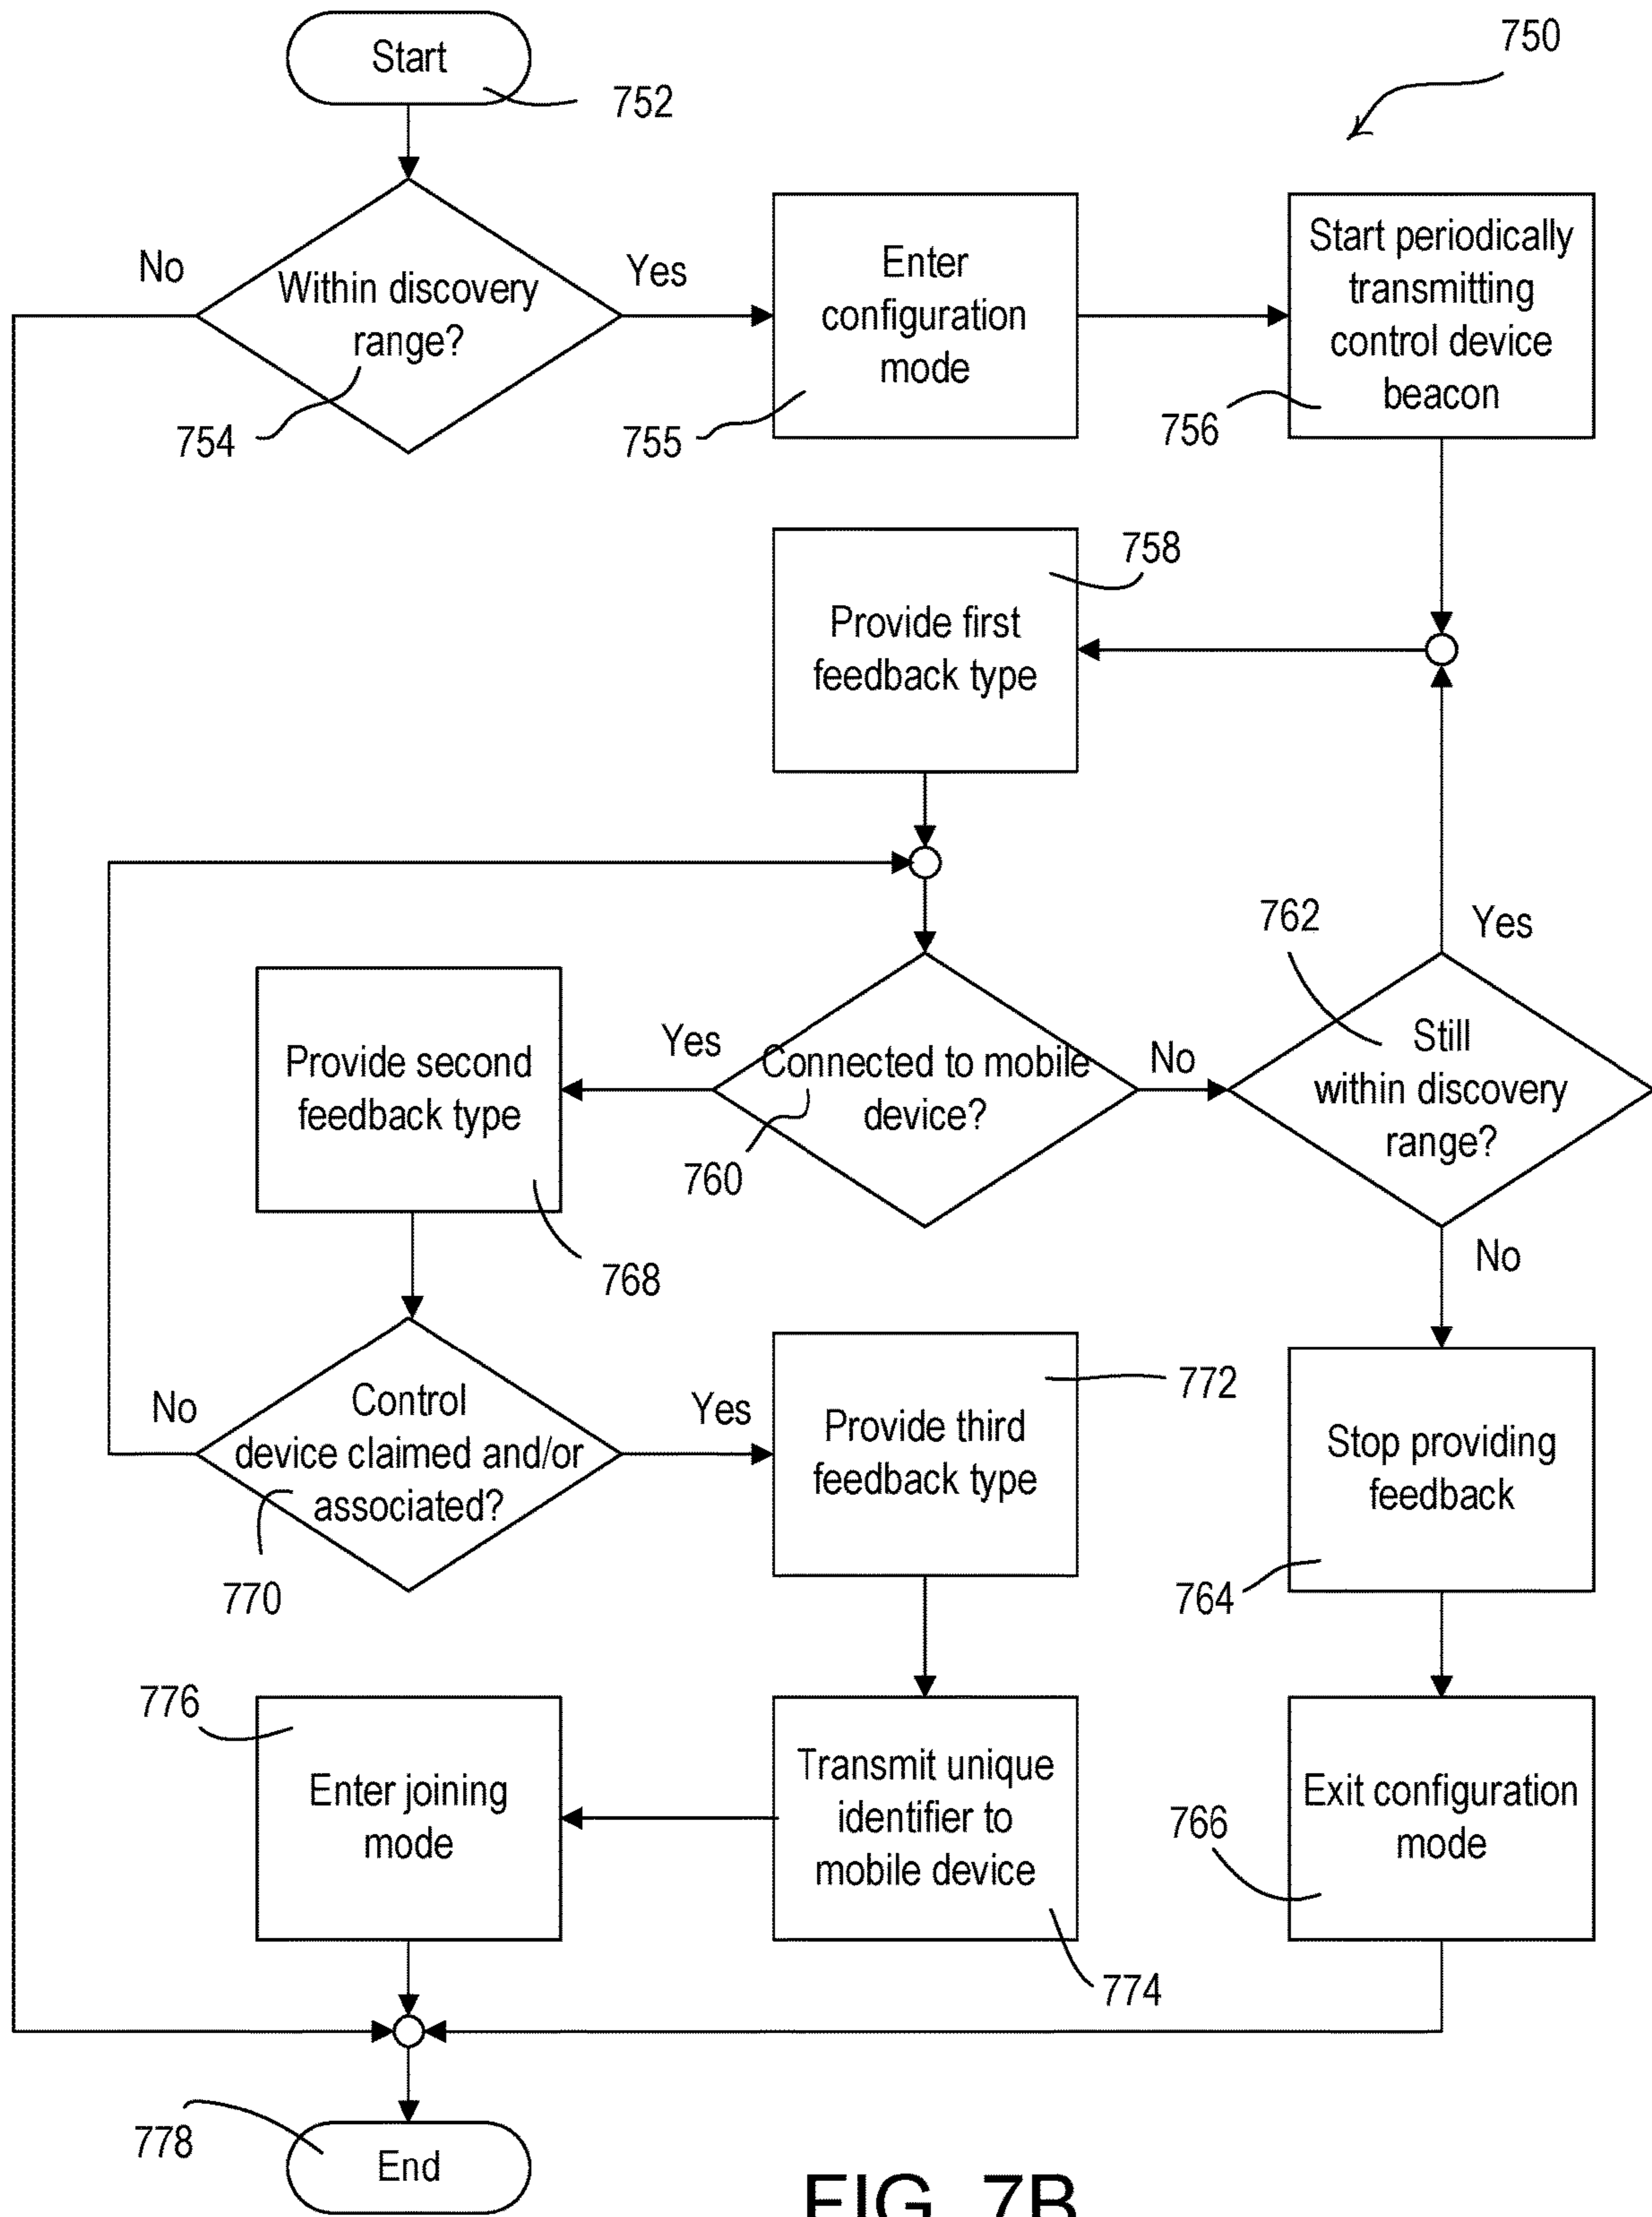 Start
752
750
No
Within discovery
range?
754
Yes
Enter
configuration
mode
755
Start periodically
transmitting
control device
beacon
756
Provide first
feedback type
758
Yes
Connected to mobile
device?
760
No
762
Yes
Still
within discovery
range?
No
Provide second
feedback type
768
No
Control
device claimed and/or
associated?
770
Yes
Provide third
feedback type
772
Stop providing
feedback
764
776
Enter joining
mode
Transmit unique
identifier to
mobile device
774
Exit configuration
mode
766
778
End
FIG. 7B